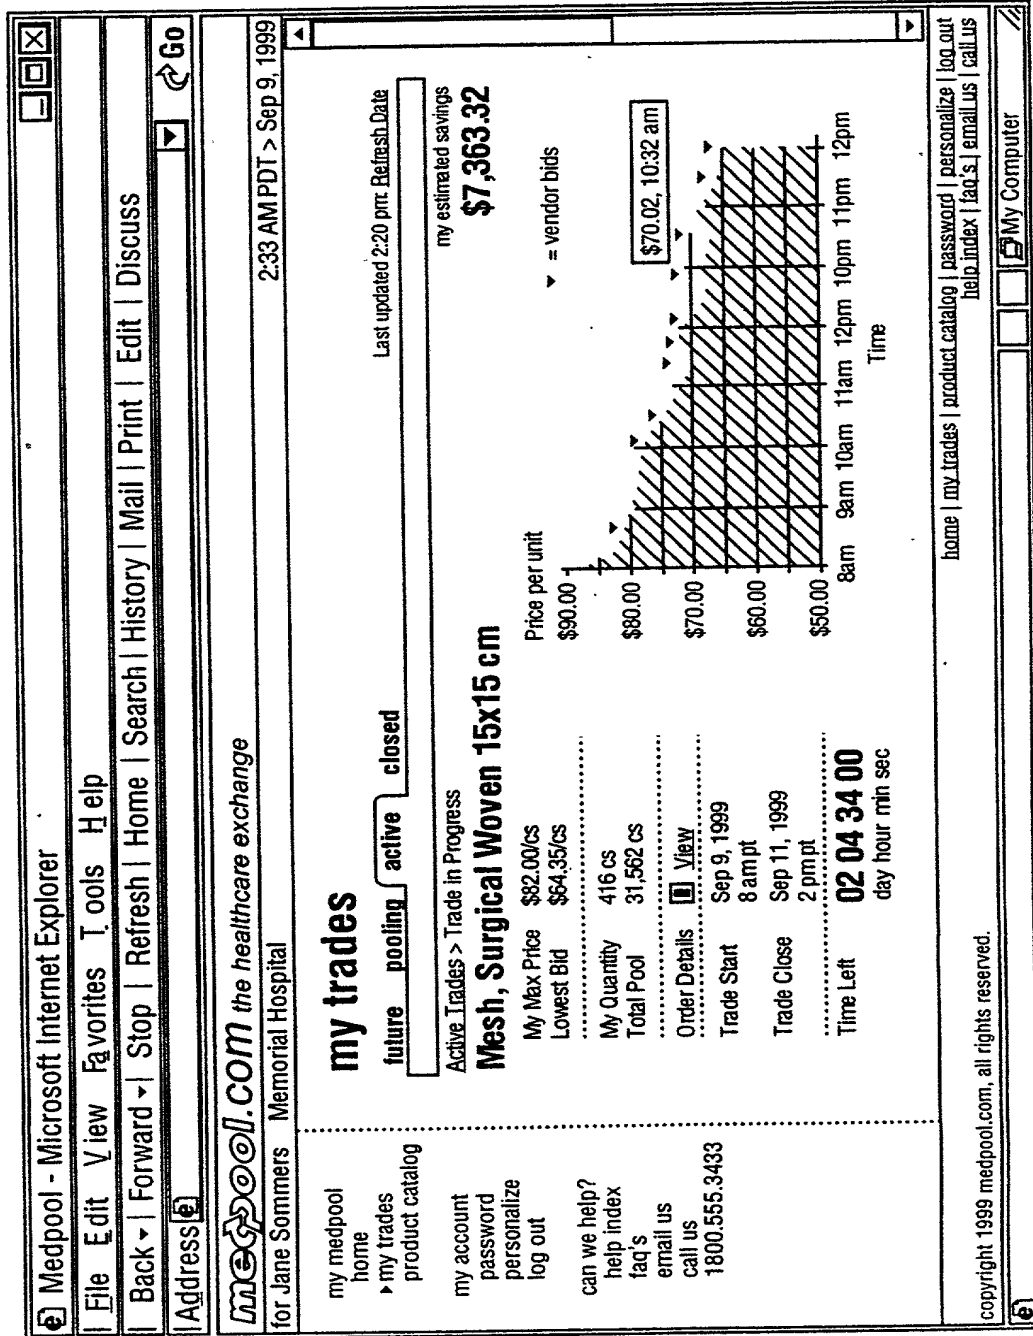 Medpool - Microsoft Internet Explorer
File Edit View Favorites Tools Help
Back | Forward | Stop | Refresh | Home | Search | History | Mail | Print | Edit | Discuss
Address Go
medpool.com the healthcare exchange
for Jane Sommers Memorial Hospital 2:33 AM PDT > Sep 9, 1999
my medpool
home
my trades
product catalog
my account
password
personalize
log out
can we help?
help index
faq's
email us
call us
1800.555.3433
my trades
future pooling active closed
Last updated 2:20 pm: Refresh Date
Active Trades > Trade in Progress
my estimated savings
Mesh, Surgical Woven 15x15 cm
$7,363.32
My Max Price $82.00/cs
Lowest Bid $64.35/cs
My Quantity 416 cs
Total Pool 31,562 cs
Order Details View
Trade Start Sep 9, 1999
8 am pt
Trade Close Sep 11, 1999
2 pm pt
Time Left 02 04 34 00
day hour min sec
Price per unit
= vendor bids
$90.00
$80.00
$70.00
$60.00
$50.00
$70.02, 10:32 am
8am 9am 10am 11am 12pm 10pm 11pm 12pm
Time
home | my trades | product catalog | password | personalize | log out
help index | faq's | email us | call us
copyright 1999 medpool.com, all rights reserved.
My Computer